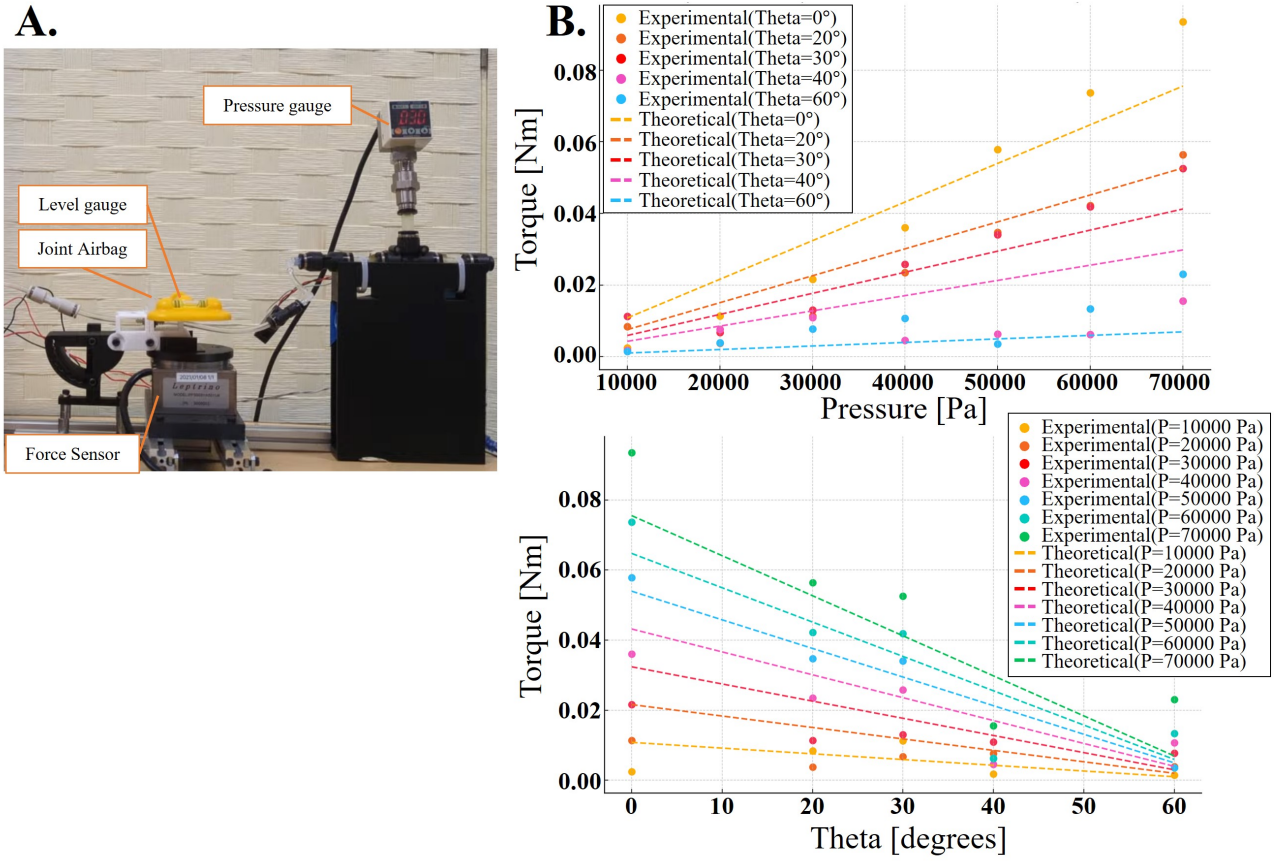 A.
Pressure gauge
030
Level gauge
Joint Airbag
Leptrino
Force Sensor
B.
Experimental(Theta=0°)
Experimental(Theta=20°)
Experimental(Theta=30°)
Experimental(Theta=40°)
Experimental(Theta=60°)
Theoretical(Theta=0°)
Theoretical(Theta=20°)
Theoretical(Theta=30°)
Theoretical(Theta=40°)
Theoretical(Theta=60°)
Torque [Nm]
0.08
0.06
0.04
0.02
0.00
10000 20000 30000 40000 50000 60000 70000
Pressure [Pa]
Experimental(P=10000 Pa)
Experimental(P=20000 Pa)
Experimental(P=30000 Pa)
Experimental(P=40000 Pa)
Experimental(P=50000 Pa)
Experimental(P=60000 Pa)
Experimental(P=70000 Pa)
Theoretical(P=10000 Pa)
Theoretical(P=20000 Pa)
Theoretical(P=30000 Pa)
Theoretical(P=40000 Pa)
Theoretical(P=50000 Pa)
Theoretical(P=60000 Pa)
Theoretical(P=70000 Pa)
Torque [Nm]
0.08
0.06
0.04
0.02
0.00
0 10 20 30 40 50 60
Theta [degrees]